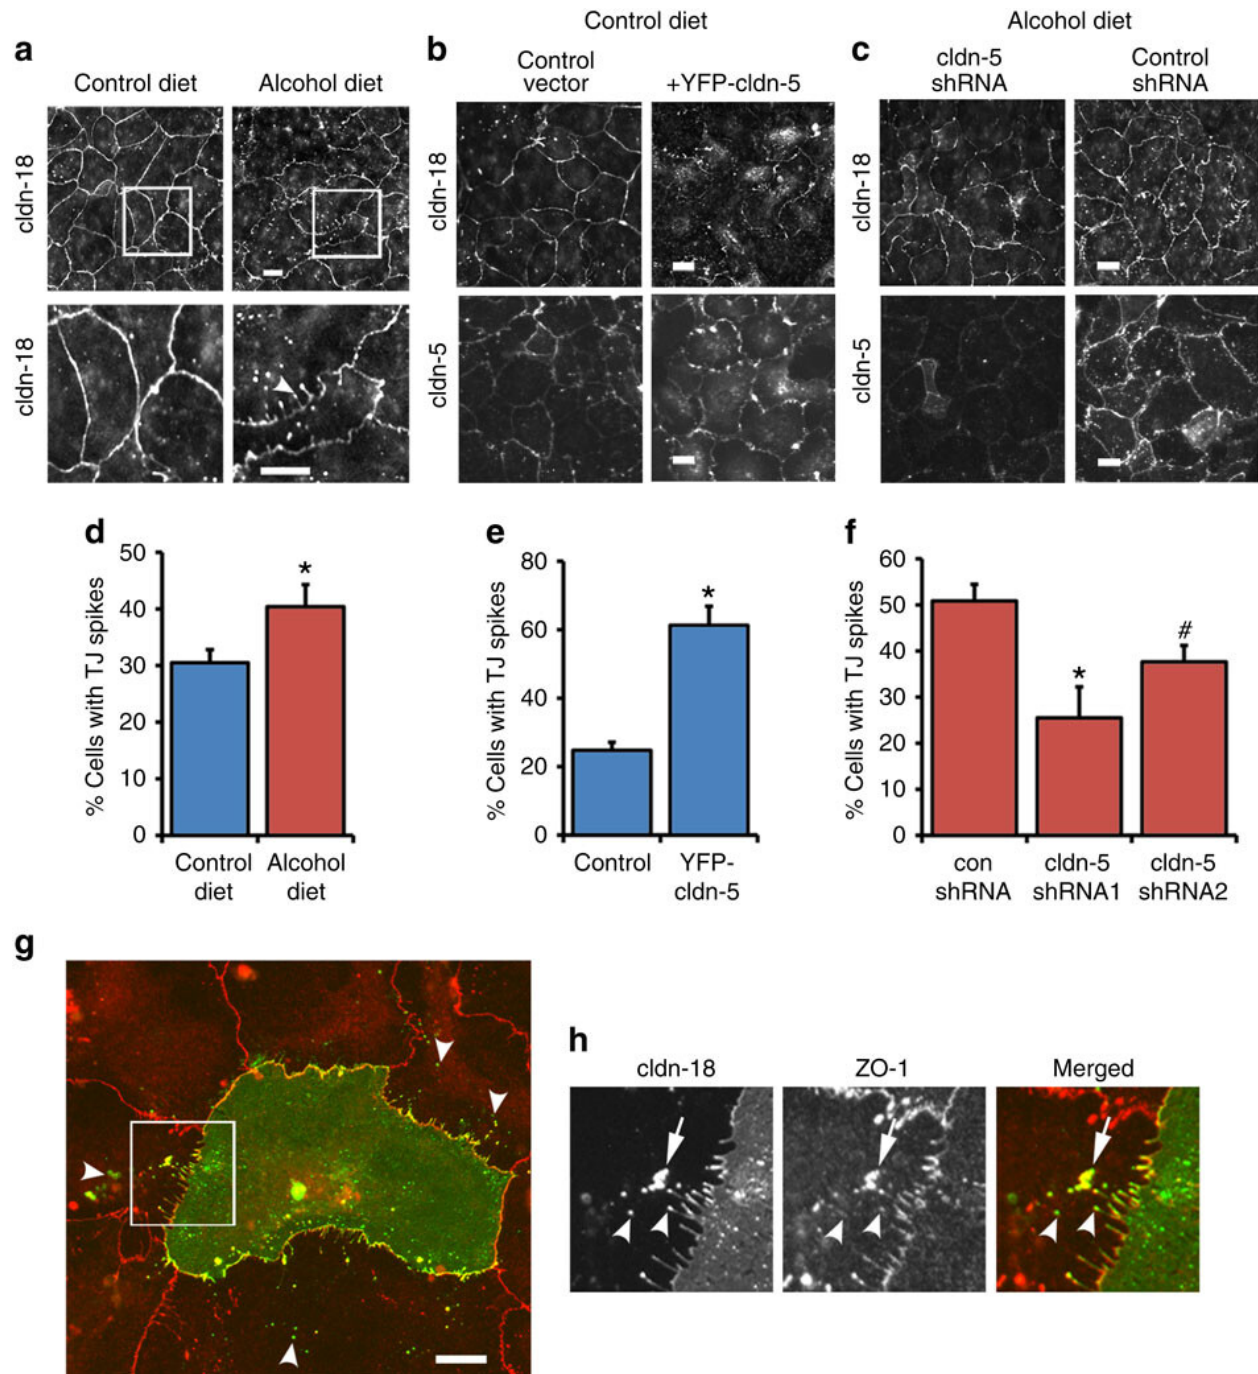 Control diet
Alcohol diet
a
b
c
Control diet
Alcohol diet
Control
vector
+YFP-cldn-5
cldn-5
shRNA
Control
shRNA
cldn-18
cldn-18
cldn-18
cldn-18
cldn-5
cldn-5
d
% Cells with TJ spikes
50
40
30
20
10
0
Control
diet
Alcohol
diet
*
e
% Cells with TJ spikes
80
60
40
20
0
Control
YFP-
cldn-5
*
f
% Cells with TJ spikes
60
50
40
30
20
10
0
con
shRNA
cldn-5
shRNA1
cldn-5
shRNA2
*
#
g
h
cldn-18
ZO-1
Merged